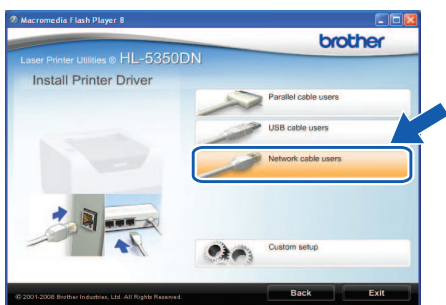 Macromedia Flash Player 8
brother
Laser Printer Utilities ® HL-5350DN
Install Printer Driver
Parallel cable users
USB cable users
Network cable users
Custom setup
© 2001-2008 Brother Industries, Ltd. All Rights Reserved.
Back
Exit